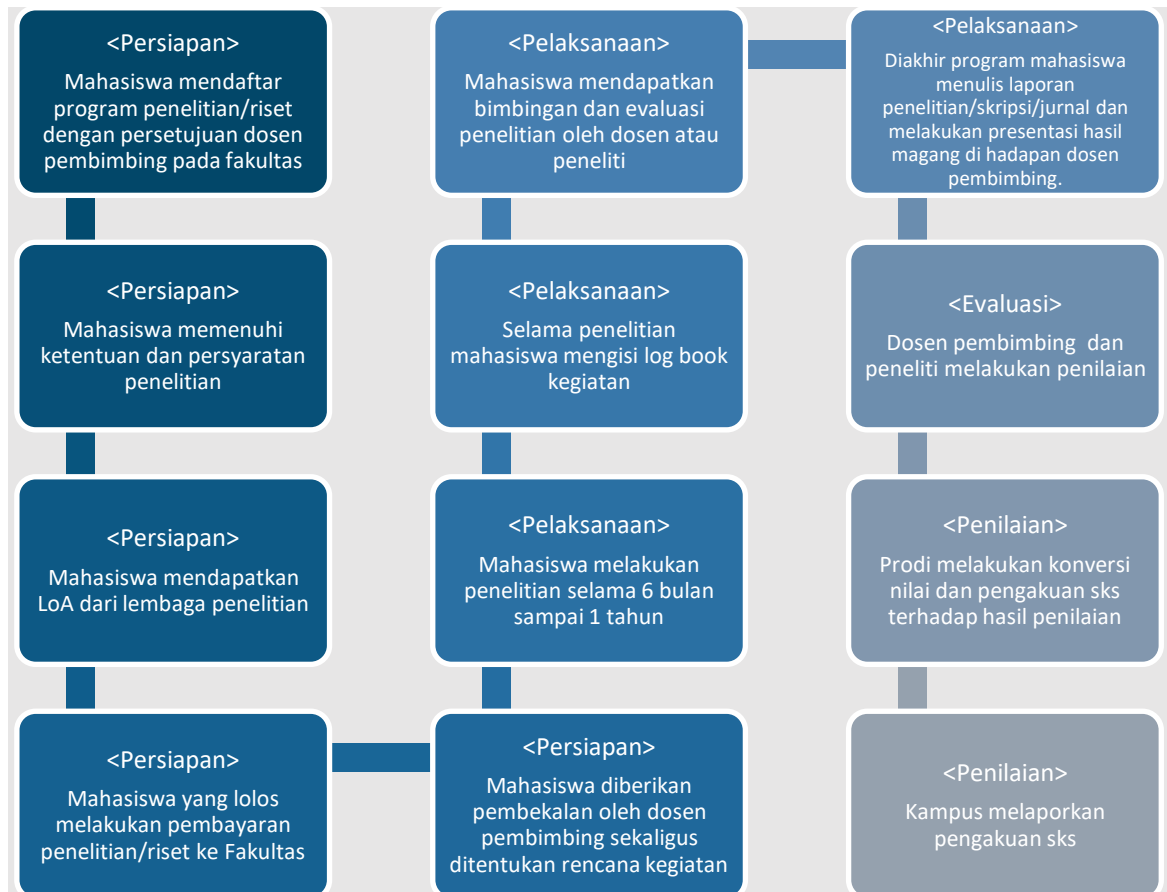 <Persiapan>
Mahasiswa mendaftar
program penelitian/riset
dengan persetujuan dosen
pembimbing pada fakultas
<Persiapan>
Mahasiswa memenuhi
ketentuan dan persyaratan
penelitian
<Persiapan>
Mahasiswa mendapatkan
LoA dari lembaga penelitian
<Persiapan>
Mahasiswa yang lolos
melakukan pembayaran
penelitian/riset ke Fakultas
<Persiapan>
Mahasiswa diberikan
pembekalan oleh dosen
pembimbing sekaligus
ditentukan rencana kegiatan
<Pelaksanaan>
Mahasiswa melakukan
penelitian selama 6 bulan
sampai 1 tahun
<Pelaksanaan>
Selama penelitian
mahasiswa mengisi log book
kegiatan
<Pelaksanaan>
Mahasiswa mendapatkan
bimbingan dan evaluasi
penelitian oleh dosen atau
peneliti
<Pelaksanaan>
Diakhir program mahasiswa
menulis laporan
penelitian/skripsi/jurnal dan
melakukan presentasi hasil
magang di hadapan dosen
pembimbing.
<Evaluasi>
Dosen pembimbing  dan
peneliti melakukan penilaian
<Penilaian>
Prodi melakukan konversi
nilai dan pengakuan sks
terhadap hasil penilaian
<Penilaian>
Kampus melaporkan
pengakuan sks